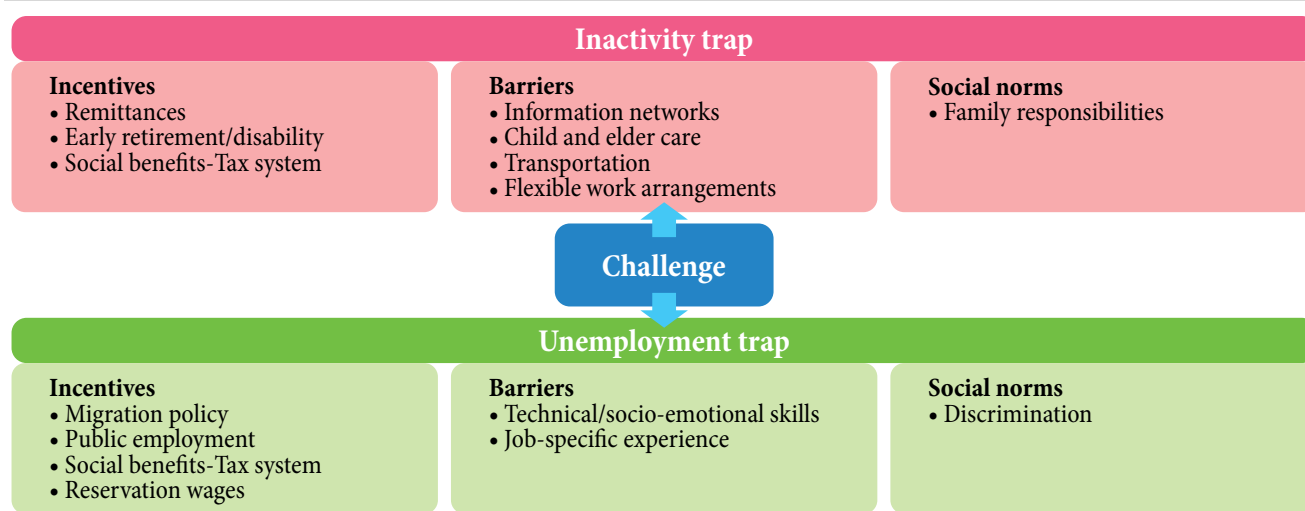 Inactivity trap
Incentives
• Remittances
• Early retirement/disability
• Social benefits-Tax system
Barriers
• Information networks
• Child and elder care
• Transportation
• Flexible work arrangements
Social norms
• Family responsibilities
Challenge
Unemployment trap
Incentives
• Migration policy
• Public employment
• Social benefits-Tax system
• Reservation wages
Barriers
• Technical/socio-emotional skills
• Job-specific experience
Social norms
• Discrimination